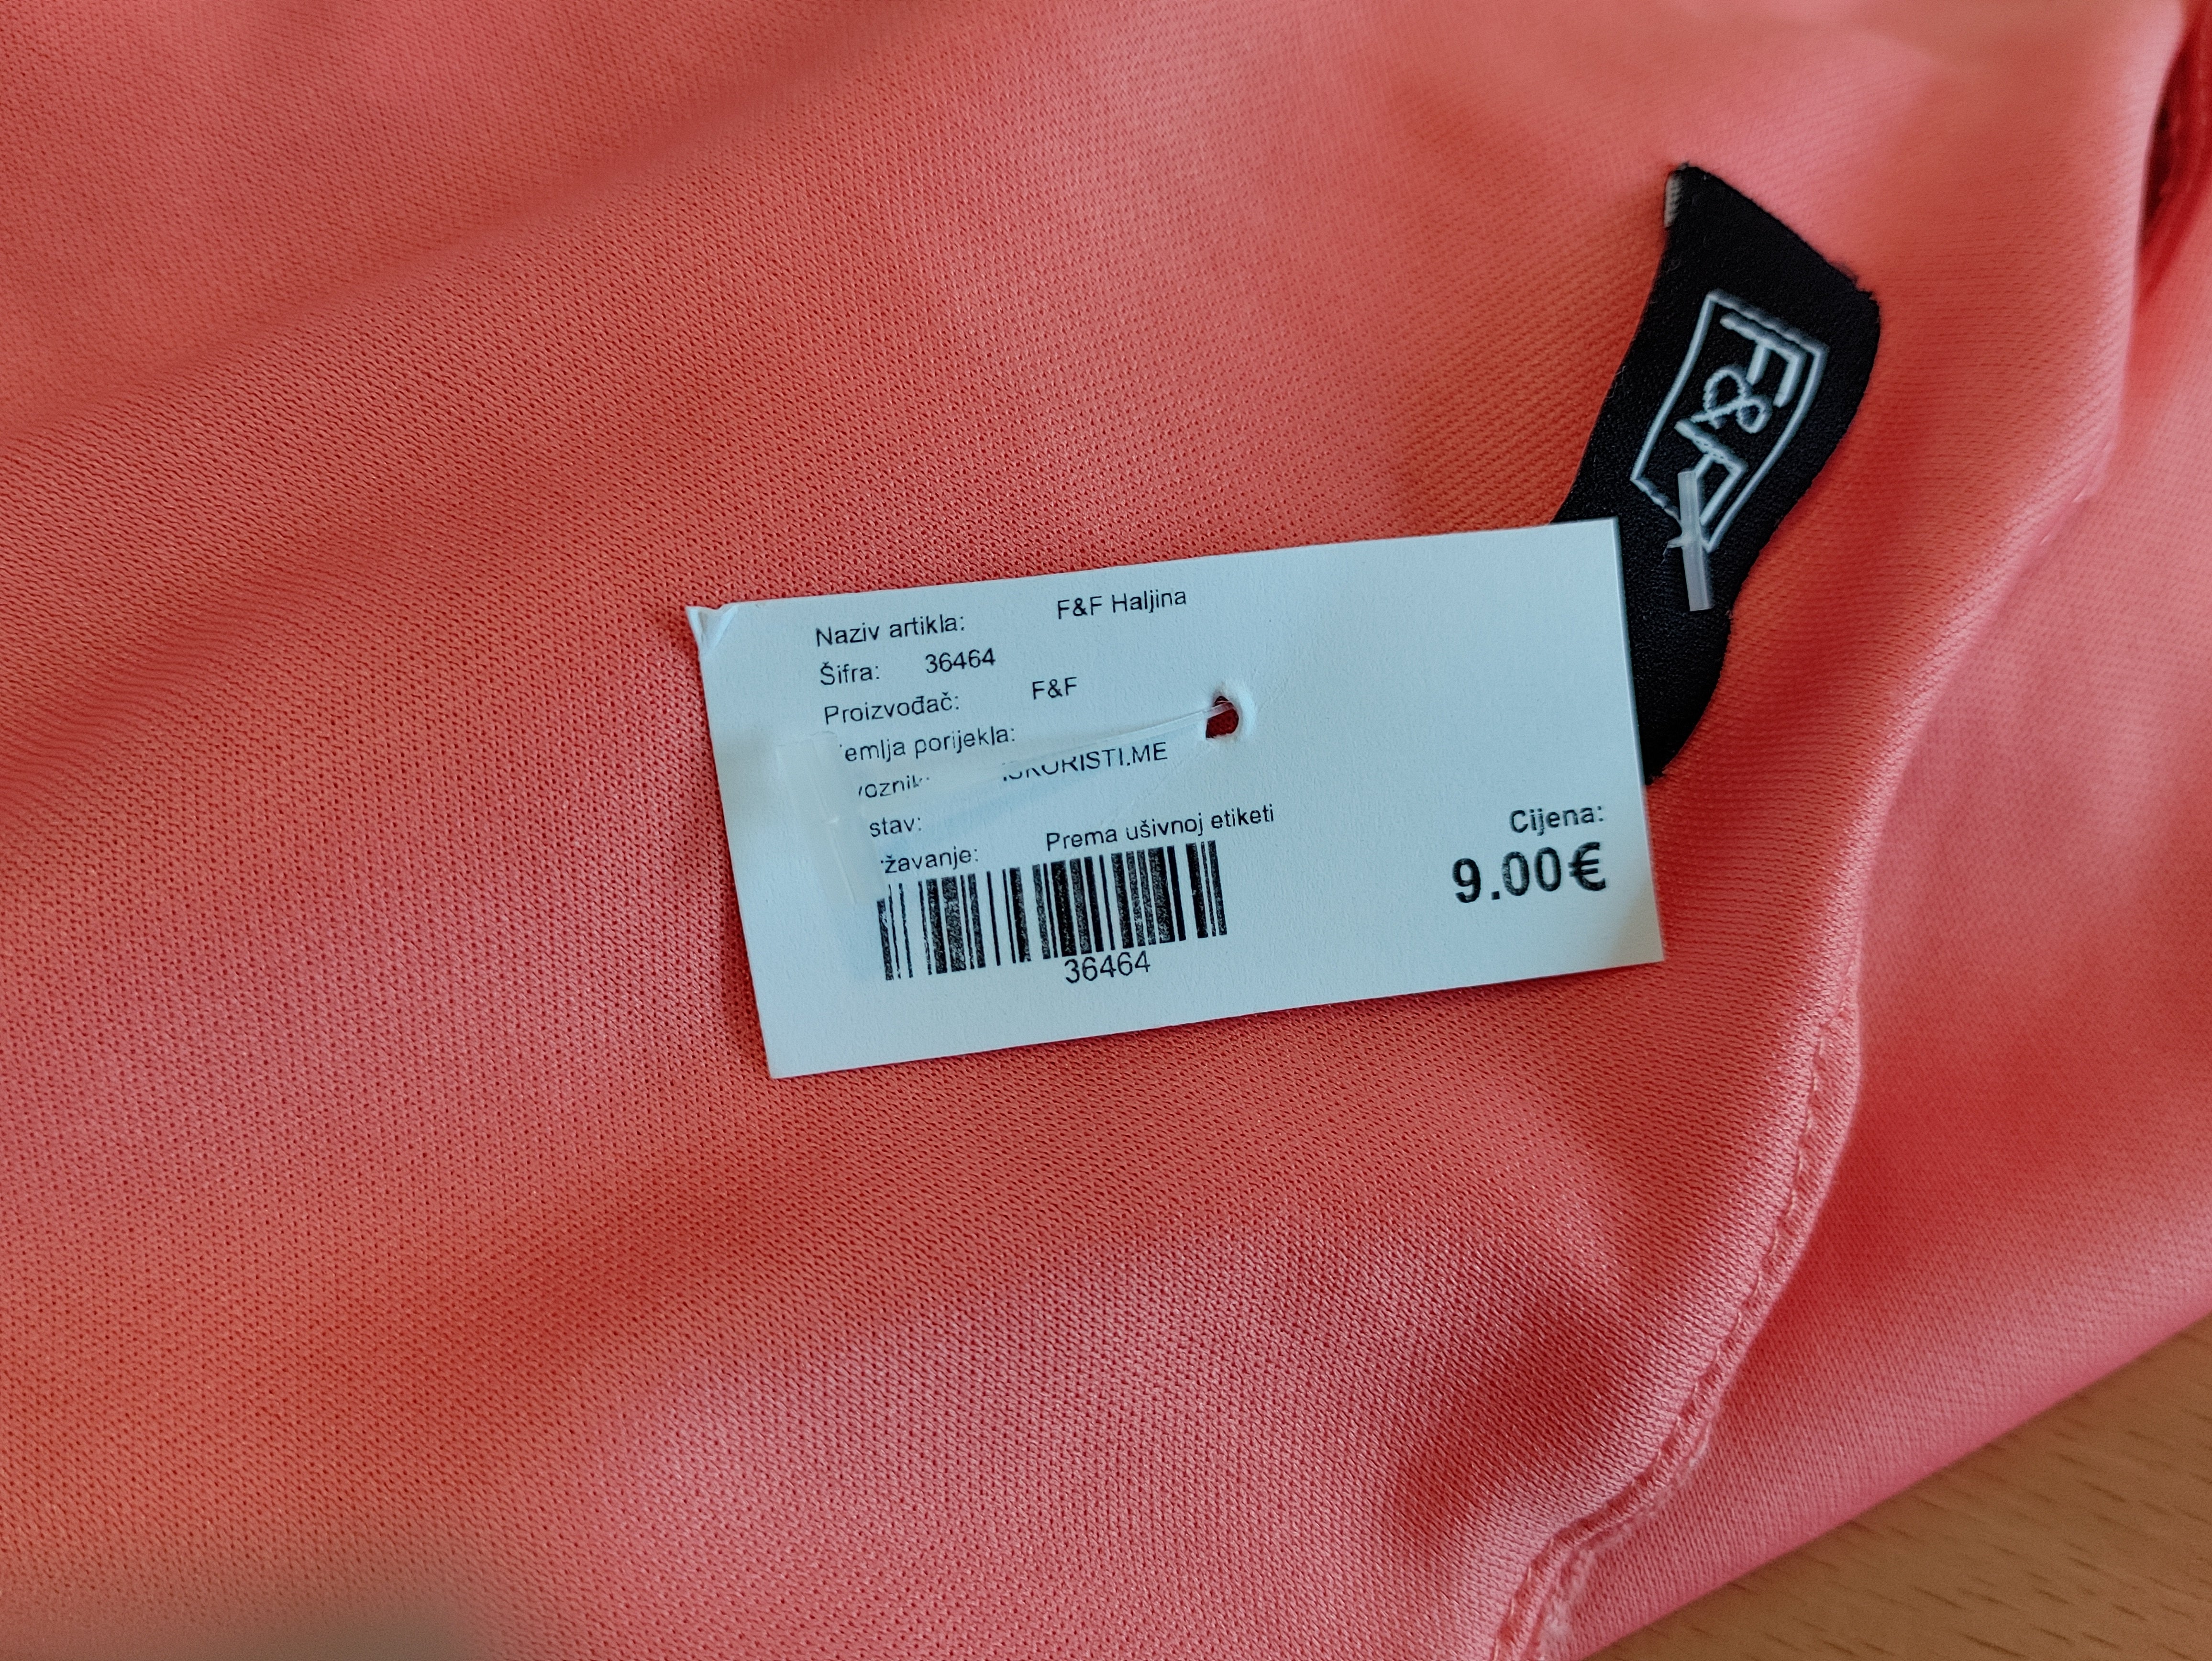 F&F
Naziv artikla: F&F Haljina
Šifra: 36464
Proizvođač: F&F
emlja porijekla:
ISKORISTI.ME
stav:
žavanje: Prema ušivnoj etiketi
36464
Cijena:
9.00€